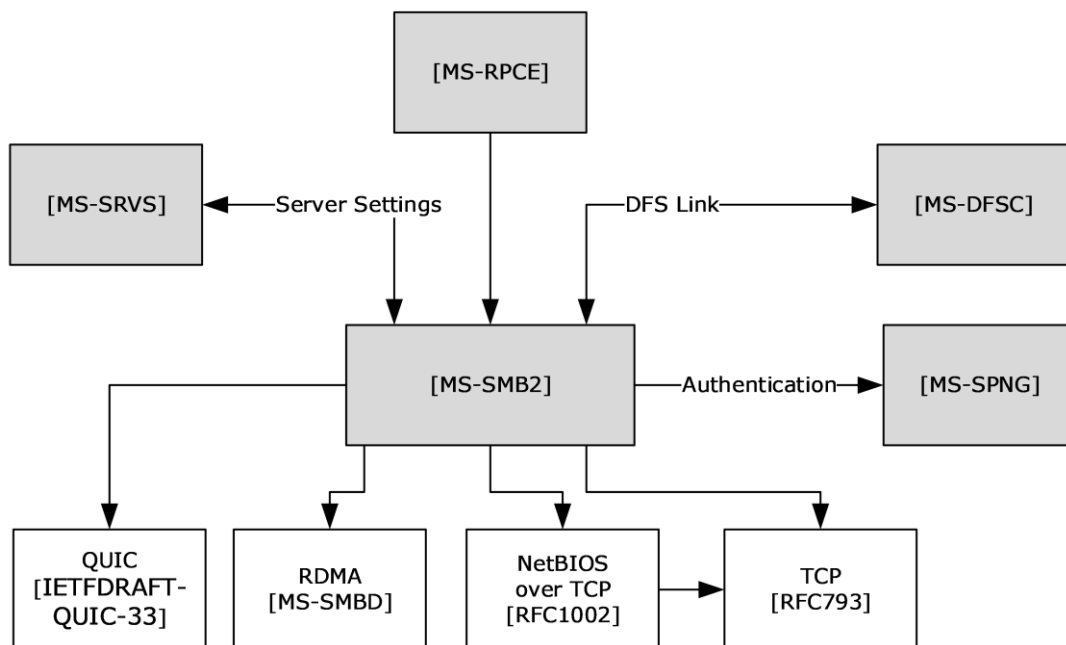 [MS-RPCE]
[MS-SRVS]
Server Settings
DFS Link
[MS-DFSC]
[MS-SMB2]
Authentication
[MS-SPNG]
QUIC
[IETFDRAFT-
QUIC-33]
RDMA
[MS-SMBD]
NetBIOS
over TCP
[RFC1002]
TCP
[RFC793]